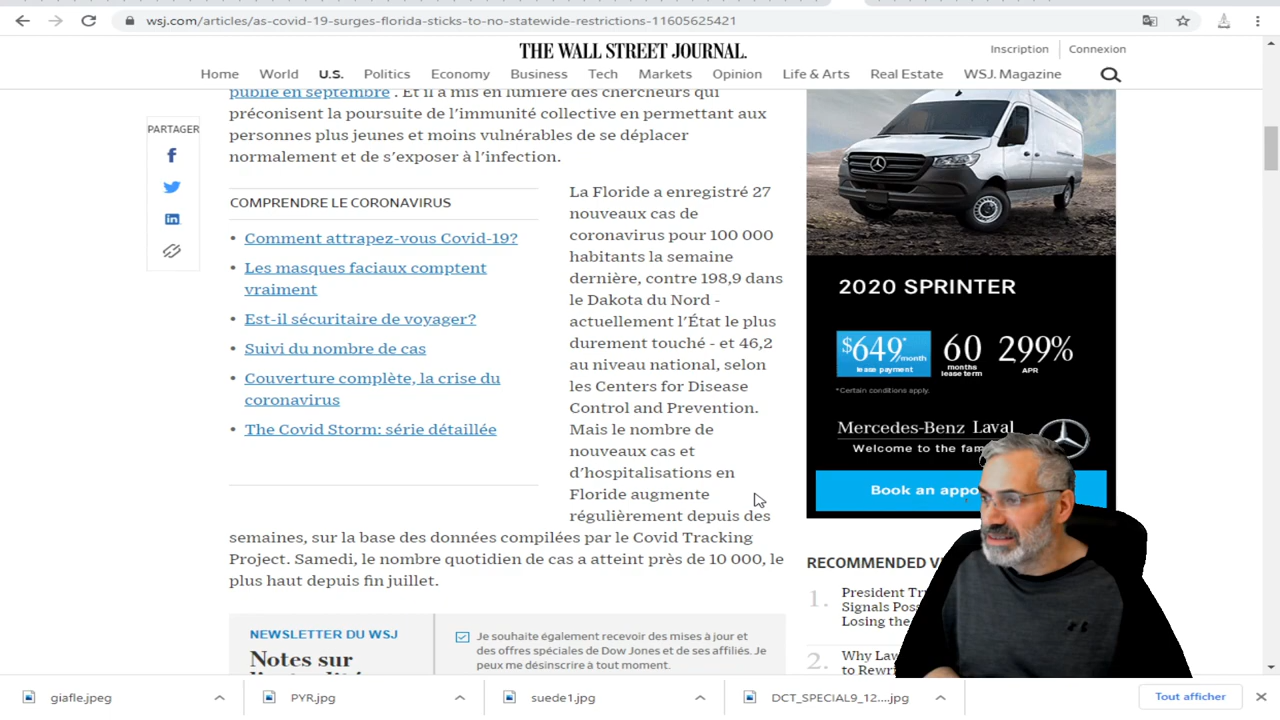 wsj.com/articles/as-covid-19-surges-florida-sticks-to-no-statewide-restrictions-11605625421
THE WALL STREET JOURNAL.
Inscription
Connexion
Home World U.S. Politics Economy Business Tech Markets Opinion Life & Arts Real Estate WSJ. Magazine
publié en septembre . Et il a mis en lumière des chercheurs qui
préconisent la poursuite de l'immunité collective en permettant aux
personnes plus jeunes et moins vulnérables de se déplacer
normalement et de s'exposer à l'infection.
PARTAGER
COMPRENDRE LE CORONAVIRUS
• Comment attrapez-vous Covid-19?
• Les masques faciaux comptent
vraiment
• Est-il sécuritaire de voyager?
• Suivi du nombre de cas
• Couverture complète, la crise du
coronavirus
• The Covid Storm: série détaillée
La Floride a enregistré 27
nouveaux cas de
coronavirus pour 100 000
habitants la semaine
dernière, contre 198,9 dans
le Dakota du Nord -
actuellement l'État le plus
durement touché - et 46,2
au niveau national, selon
les Centers for Disease
Control and Prevention.
Mais le nombre de
nouveaux cas et
d'hospitalisations en
Floride augmente
régulièrement depuis des
semaines, sur la base des données compilées par le Covid Tracking
Project. Samedi, le nombre quotidien de cas a atteint près de 10 000, le
plus haut depuis fin juillet.
NEWSLETTER DU WSJ
Notes sur
Je souhaite également recevoir des mises à jour et
des offres spéciales de Dow Jones et de ses affiliés. Je
peux me désinscrire à tout moment.
2020 SPRINTER
$649*/month
lease payment
60
months
lease term
299%
APR
*Certain conditions apply.
Mercedes-Benz Laval
Welcome to the
Book an
RECOMMENDED
1. President
Signals
Losing the
2. Why
to
giafle.jpeg
PYR.jpg
suede1.jpg
DCT_SPECIAL9_12....jpg
Tout afficher